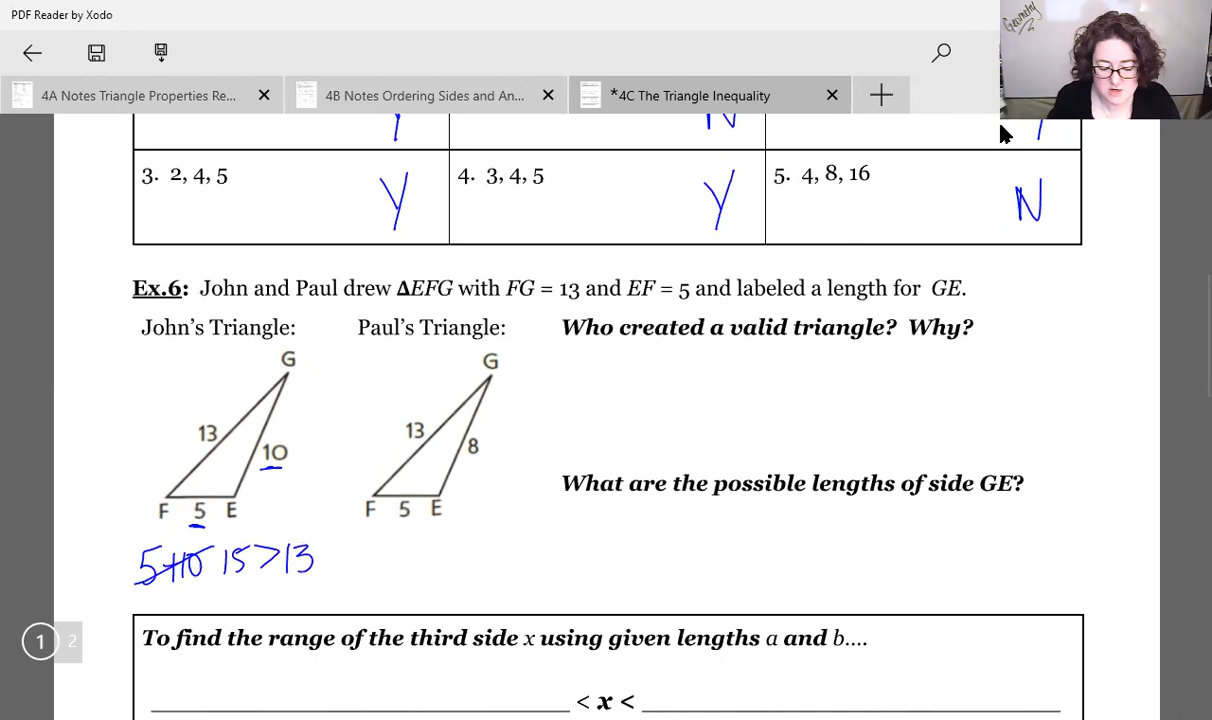 PDF Reader by Xodo
Geometry
4A Notes Triangle Properties Re...
4B Notes Ordering Sides and An...
*4C The Triangle Inequality
Y N Y
3. 2, 4, 5 Y
4. 3, 4, 5 Y
5. 4, 8, 16 N
Ex.6: John and Paul drew ΔEFG with FG = 13 and EF = 5 and labeled a length for GE.
John's Triangle: Paul's Triangle: Who created a valid triangle? Why?
G G
13 10 13 8
What are the possible lengths of side GE?
F 5 E F 5 E
5+10 15>13
1 2
To find the range of the third side x using given lengths a and b....
< x <